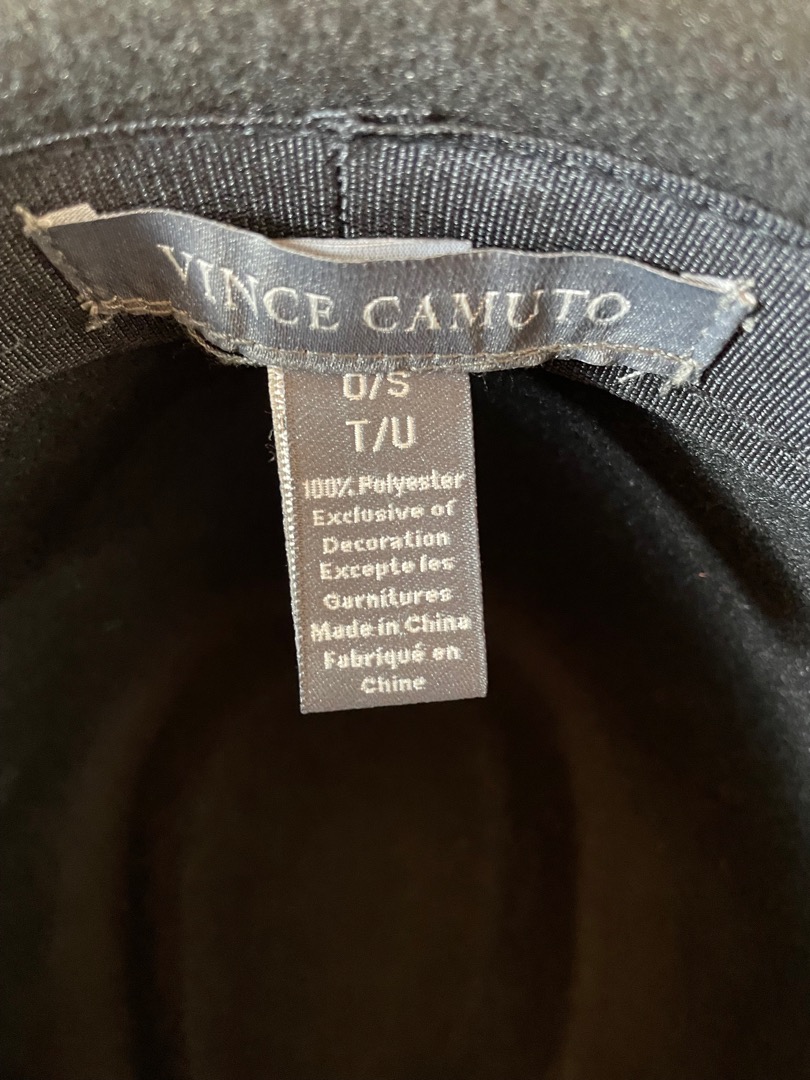 VINCE CAMUTO
O/S
T/U
100% Polyester
Exclusive of
Decoration
Excepte les
Garnitures
Made in China
Fabriqué en
Chine